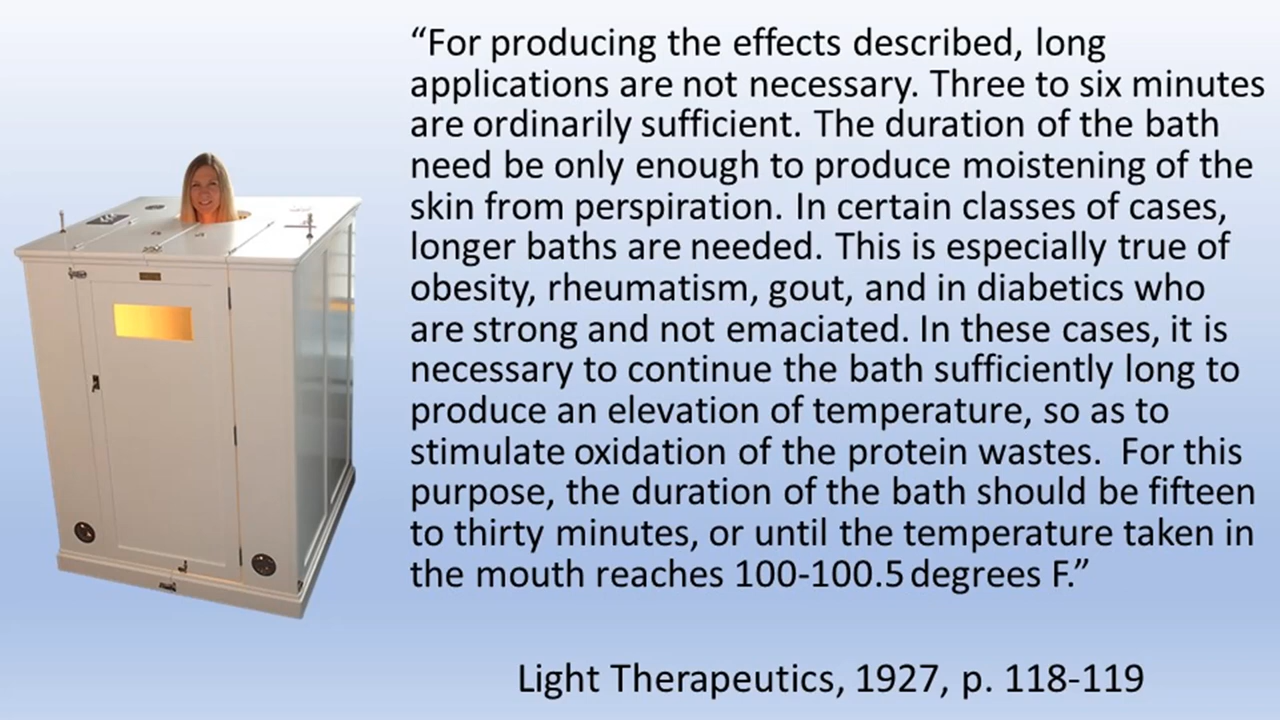 “For producing the effects described, long
applications are not necessary. Three to six minutes
are ordinarily sufficient. The duration of the bath
need be only enough to produce moistening of the
skin from perspiration. In certain classes of cases,
longer baths are needed. This is especially true of
obesity, rheumatism, gout, and in diabetics who
are strong and not emaciated. In these cases, it is
necessary to continue the bath sufficiently long to
produce an elevation of temperature, so as to
stimulate oxidation of the protein wastes.  For this
purpose, the duration of the bath should be fifteen
to thirty minutes, or until the temperature taken in
the mouth reaches 100-100.5 degrees F.”
Light Therapeutics, 1927, p. 118-119